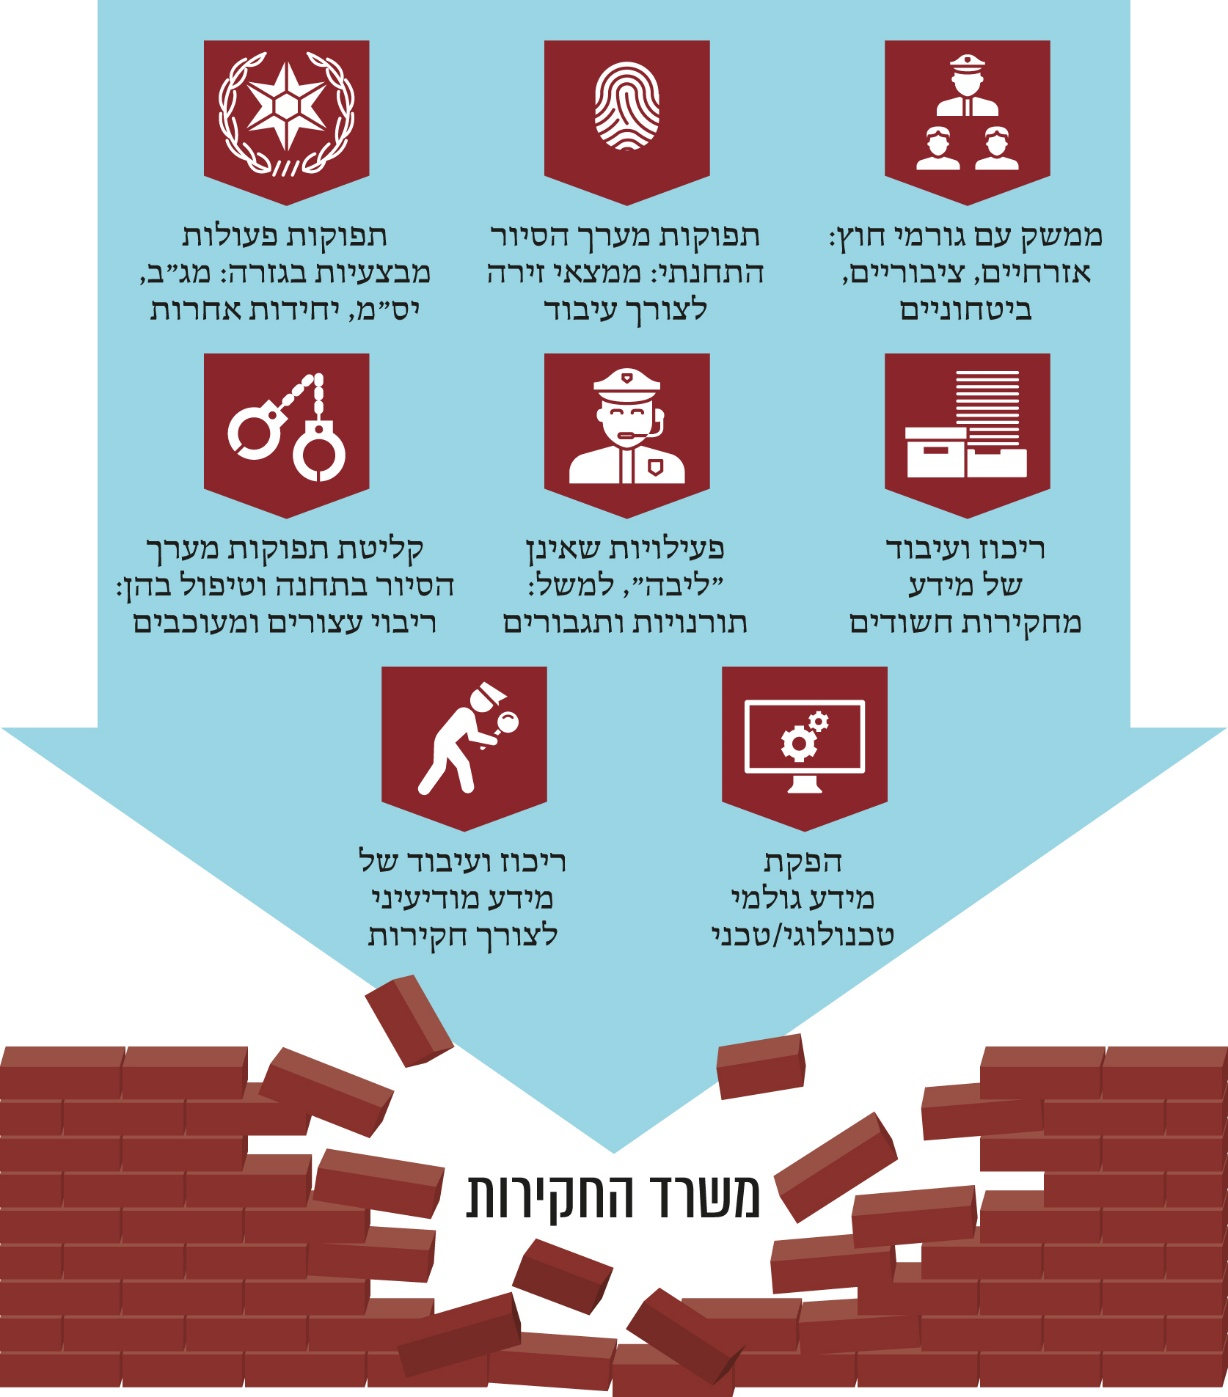 ממשק עם גורמי חוץ:
אזרחיים, ציבוריים,
ביטחוניים
תפוקות מערך הסיור
התחנתי: ממצאי זירה
לצורך עיבוד
תפוקות פעולות
מבצעיות בגזרה: מג״ב,
יס״מ, יחידות אחרות
ריכוז ועיבוד
של מידע
מחקירות חשודים
פעילויות שאינן
״ליבה״, למשל:
תורנויות ותגבורים
קליטת תפוקות מערך
הסיור בתחנה וטיפול בהן:
ריבוי עצורים ומעוכבים
הפקת
מידע גולמי
טכנולוגי/טכני
ריכוז ועיבוד של
מידע מודיעיני
לצורך חקירות
משרד החקירות